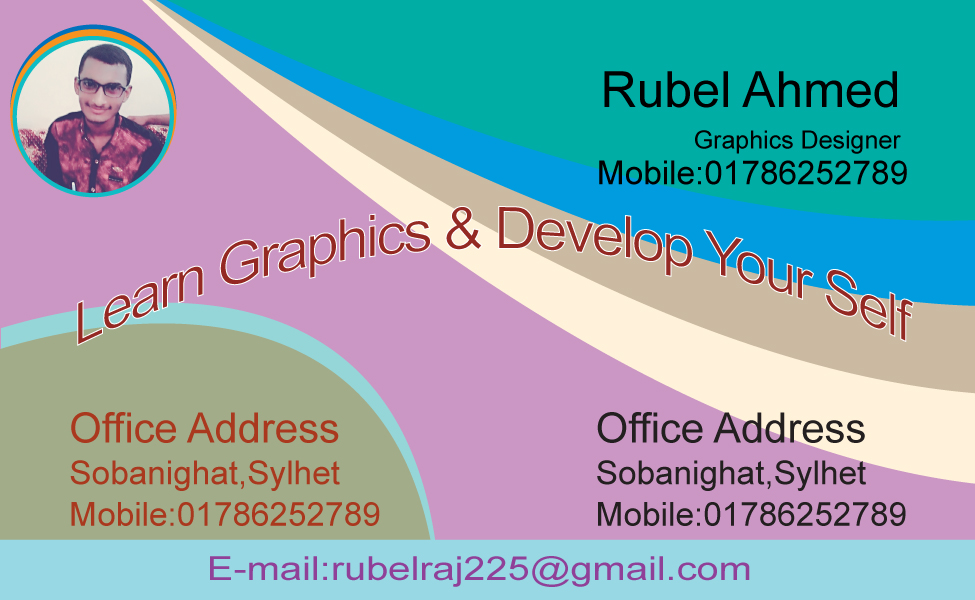 Rubel Ahmed
Graphics Designer
Mobile:01786252789
Learn Graphics & Develop Your Self
Office Address
Sobanighat,Sylhet
Mobile:01786252789
Office Address
Sobanighat,Sylhet
Mobile:01786252789
E-mail:rubelraj225@gmail.com